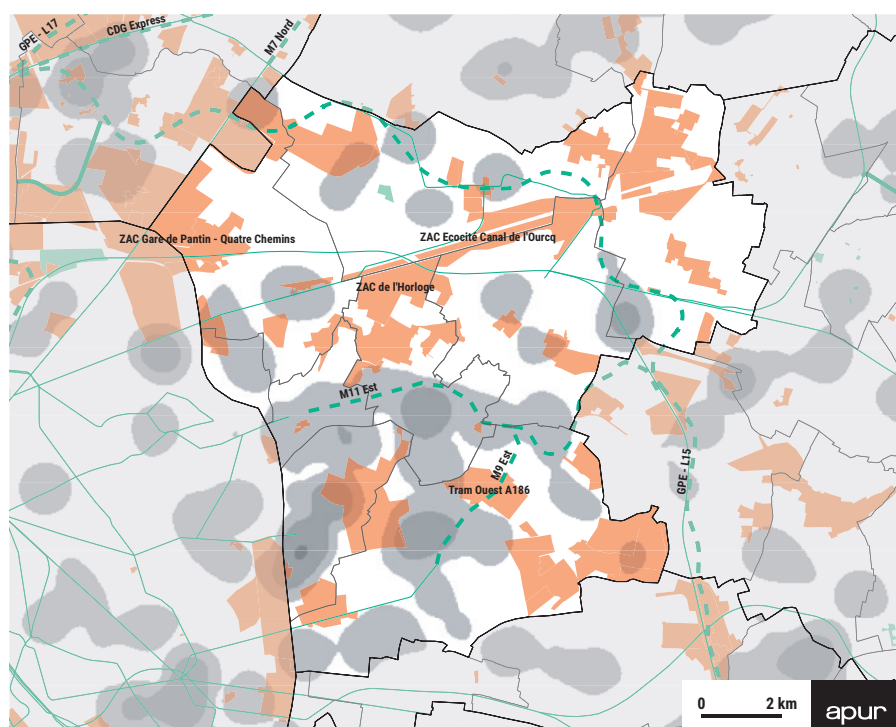 GPE - L17
CDG Express
M7 Nord
ZAC Gare de Pantin - Quatre Chemins
ZAC Ecocité Canal de l'Ourcq
ZAC de l'Horloge
M11 Est
M9 Est
Tram Ouest A186
GPE - L15
0 2 km
apur